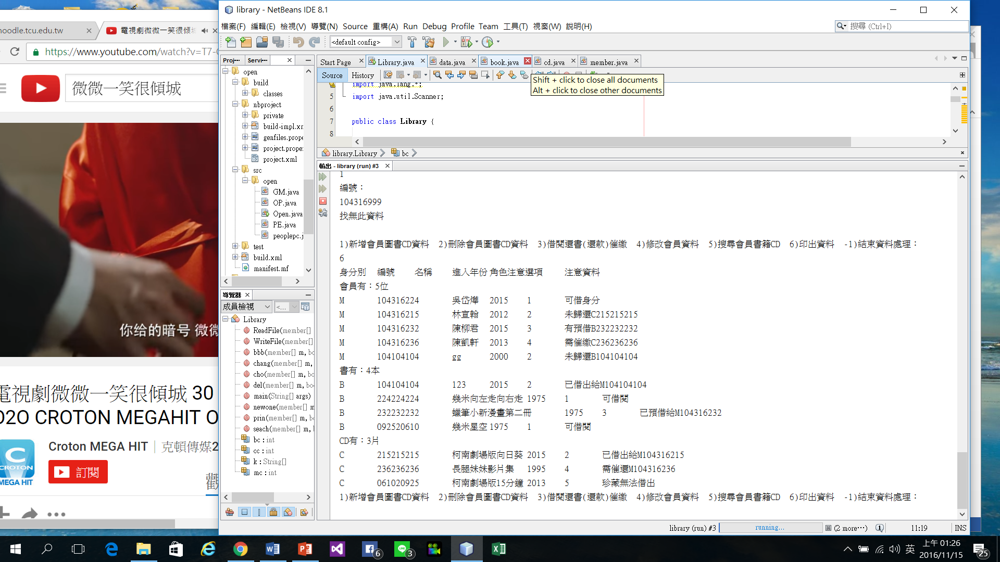 moodle.tcu.edu.tw
電視劇微微一笑很傾城
https://www.youtube.com/watch?v=T7-
微微一笑很傾城
你给的暗号 微微
電視劇微微一笑很傾城 30
O2O CROTON MEGAHIT O
CROTON
MEGA HIT
Croton MEGA HIT
克頓傳媒2
訂閱
library - NetBeans IDE 8.1
檔案(F) 編輯(E) 檢視(V) 導覽(N) Source 重構(A) Run Debug Profile Team 工具(T) 視窗(W) 說明(H)
搜尋 (Ctrl+I)
<default config>
Proj··· Servi···
open
build
classes
nbproject
private
build-impl.xm
genfiles.prope
project.proper
project.xml
src
open
GM.java
OP.java
Open.java
PE.java
peoplepc.j
test
build.xml
manifest.mf
導覽器
成員檢視 <...
Library
ReadFile(member[]
WriteFile(member[]
bbb(member[] m, bo
chang(member[] m,
cho(member[] m, bo
del(member[] m, boo
main(String[] args)
newone(member[] m
prin(member[] m, bo
seach(member[] m, b
bc : int
cc : int
k : String[]
mc : int
Start Page Library.java data.java book.java cd.java member.java
Source History
Shift + click to close all documents
Alt + click to close other documents
import java.lang.*;
5 import java.util.Scanner;
6
7 public class Library {
8
library.Library bc
輸出 - library (run) #3
1
編號：
104316999
找無此資料
1)新增會員圖書CD資料 2)刪除會員圖書CD資料 3)借閱還書(還款)催繳 4)修改會員資料 5)搜尋會員書籍CD 6)印出資料 -1)結束資料處理：
6
身分別 編號 名稱 進入年份 角色注意選項 注意資料
會員有：5位
M 104316224 吳岱燁 2015 1 可借身分
M 104316215 林宣翰 2012 2 未歸還C215215215
M 104316232 陳柳君 2015 3 有預借B232232232
M 104316236 陳凱軒 2013 4 需催繳C236236236
M 104104104 gg 2000 2 未歸還B104104104
書有：4本
B 104104104 123 2015 2 已借出給M104104104
B 224224224 幾米向左走向右走 1975 1 可借閱
B 232232232 蠟筆小新漫畫第二冊 1975 3 已預借給M104316232
B 092520610 幾米星空 1975 1 可借閱
CD有：3片
C 215215215 柯南劇場版向日葵 2015 2 已借出給M104316215
C 236236236 長腿妹妹影片集 1995 4 需催還M104316236
C 061020925 柯南劇場版15分鐘 2013 5 珍藏無法借出
1)新增會員圖書CD資料 2)刪除會員圖書CD資料 3)借閱還書(還款)催繳 4)修改會員資料 5)搜尋會員書籍CD 6)印出資料 -1)結束資料處理：
library (run) #3 running... (2 more···) 11:19 INS
6
3
英
上午 01:26
2016/11/15
25